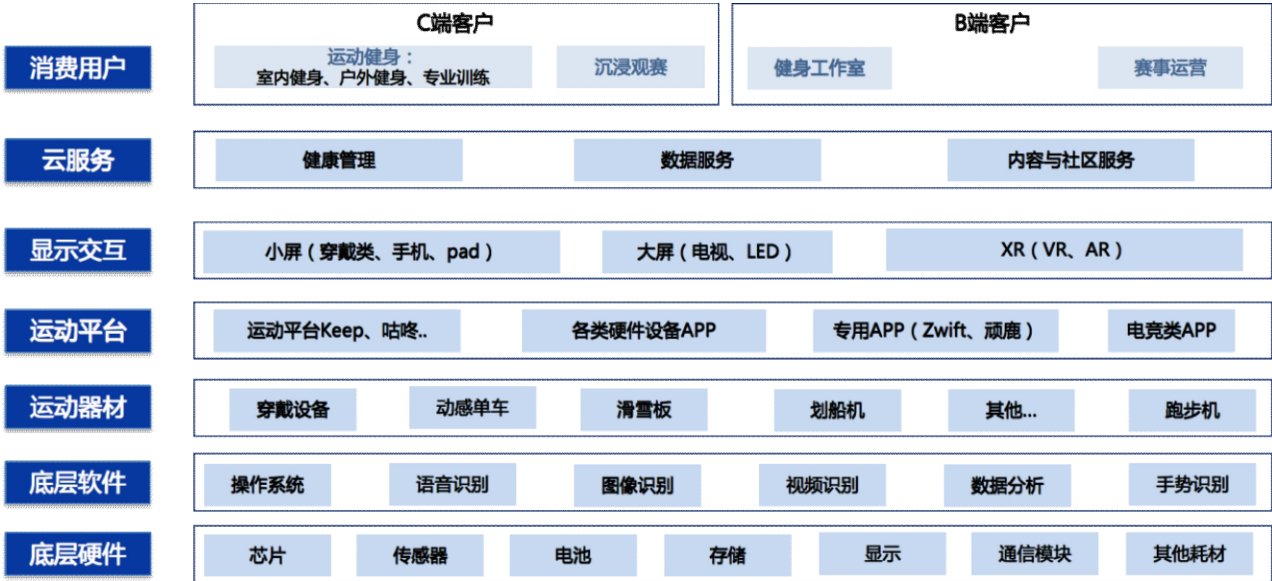 C端客户
B端客户
消费用户
运动健身：
室内健身、户外健身、专业训练
沉浸观赛
健身工作室
赛事运营
云服务
健康管理
数据服务
内容与社区服务
显示交互
小屏（穿戴类、手机、pad）
大屏（电视、LED）
XR（VR、AR）
运动平台
运动平台Keep、咕咚..
各类硬件设备APP
专用APP（Zwift、顽鹿）
电竞类APP
运动器材
穿戴设备
动感单车
滑雪板
划船机
其他...
跑步机
底层软件
操作系统
语音识别
图像识别
视频识别
数据分析
手势识别
底层硬件
芯片
传感器
电池
存储
显示
通信模块
其他耗材